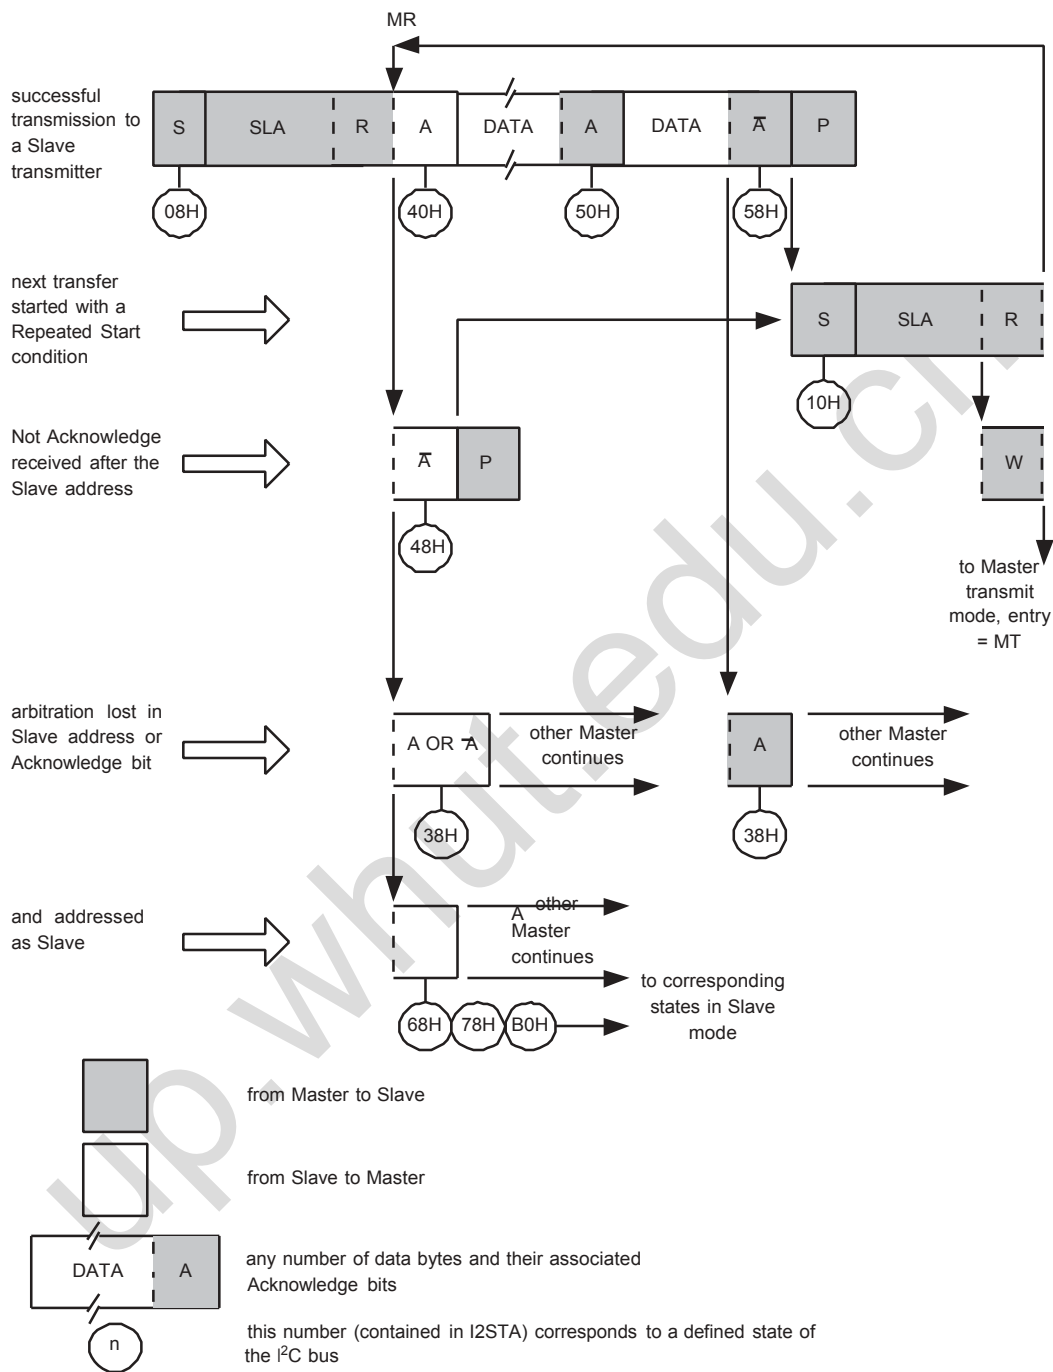 MR
successful
transmission to
a Slave
transmitter
S SLA R A DATA A DATA A̅ P
08H 40H 50H 58H
next transfer
started with a
Repeated Start
condition
S SLA R
10H
Not Acknowledge
received after the
Slave address
A̅ P
W
48H
to Master
transmit
mode, entry
= MT
arbitration lost in
Slave address or
Acknowledge bit
A OR A̅
other Master
continues
A
other Master
continues
38H 38H
and addressed
as Slave
A other
Master
continues
68H 78H B0H
to corresponding
states in Slave
mode
from Master to Slave
from Slave to Master
DATA A
any number of data bytes and their associated
Acknowledge bits
n
this number (contained in I2STA) corresponds to a defined state of
the I²C bus
up.whut.edu.cn